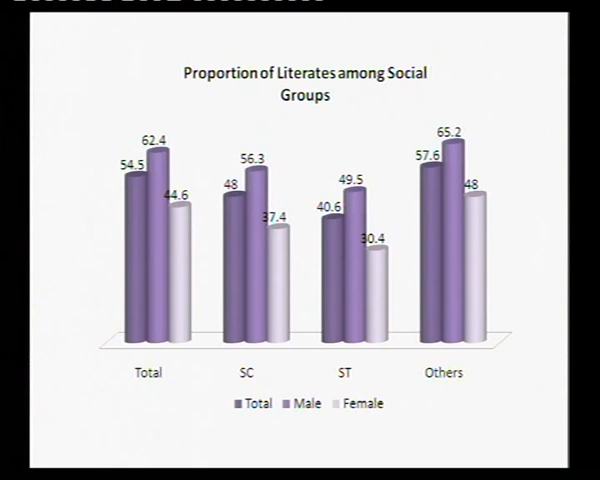 Proportion of Literates among Social
Groups
54.5
62.4
44.6
48
56.3
37.4
40.6
49.5
30.4
57.6
65.2
48
Total
SC
ST
Others
Total
Male
Female